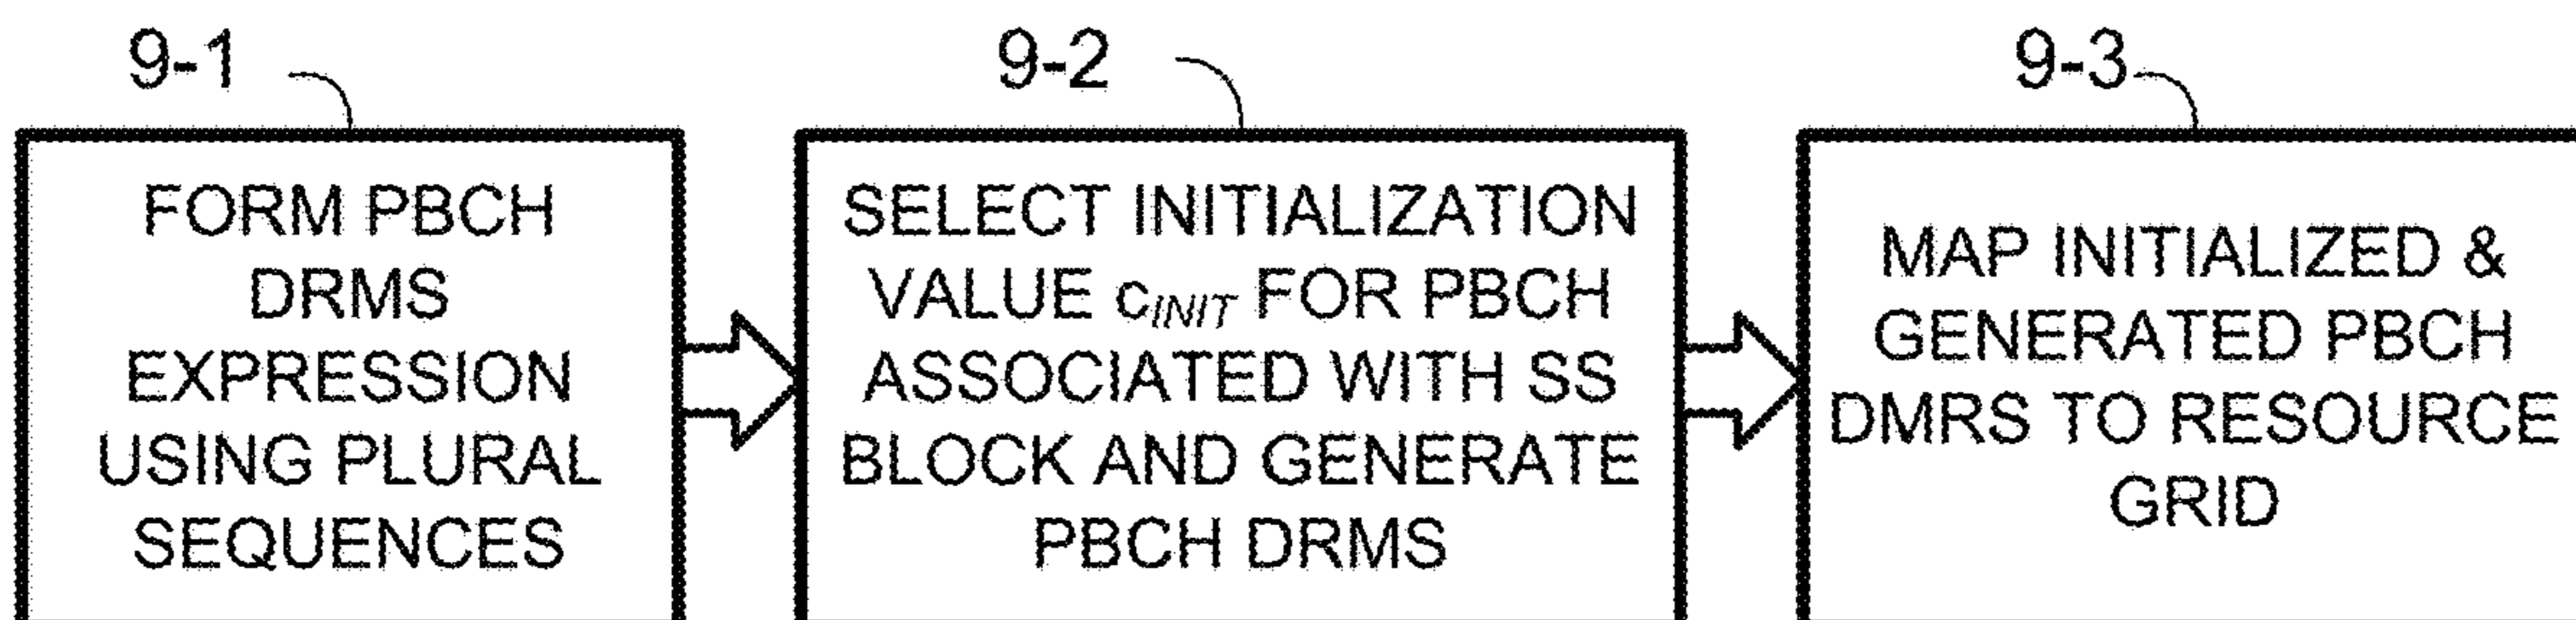 9-1
FORM PBCH
DRMS
EXPRESSION
USING PLURAL
SEQUENCES
9-2
SELECT INITIALIZATION
VALUE cINIT FOR PBCH
ASSOCIATED WITH SS
BLOCK AND GENERATE
PBCH DRMS
9-3
MAP INITIALIZED &
GENERATED PBCH
DMRS TO RESOURCE
GRID